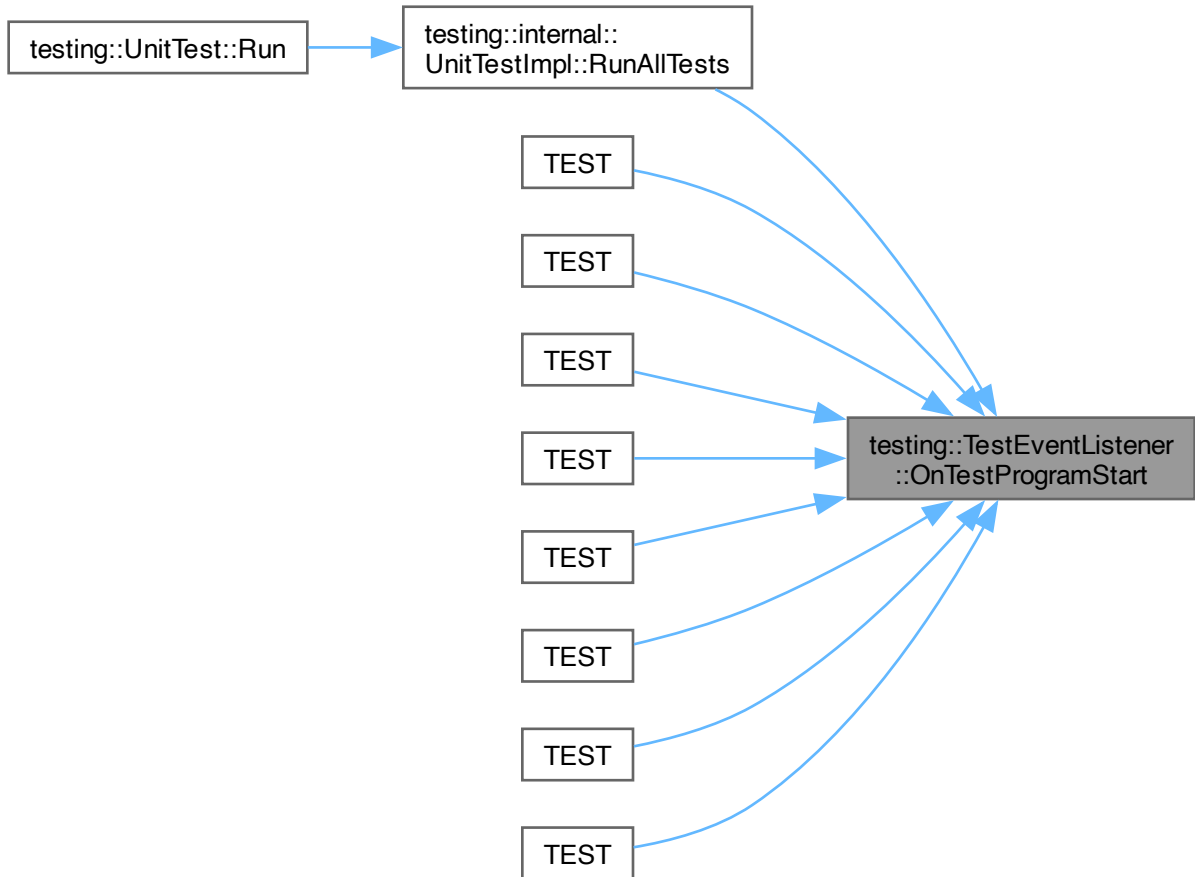 testing::UnitTest::Run
testing::internal::
UnitTestImpl::RunAllTests
TEST
TEST
TEST
TEST
testing::TestEventListener
::OnTestProgramStart
TEST
TEST
TEST
TEST